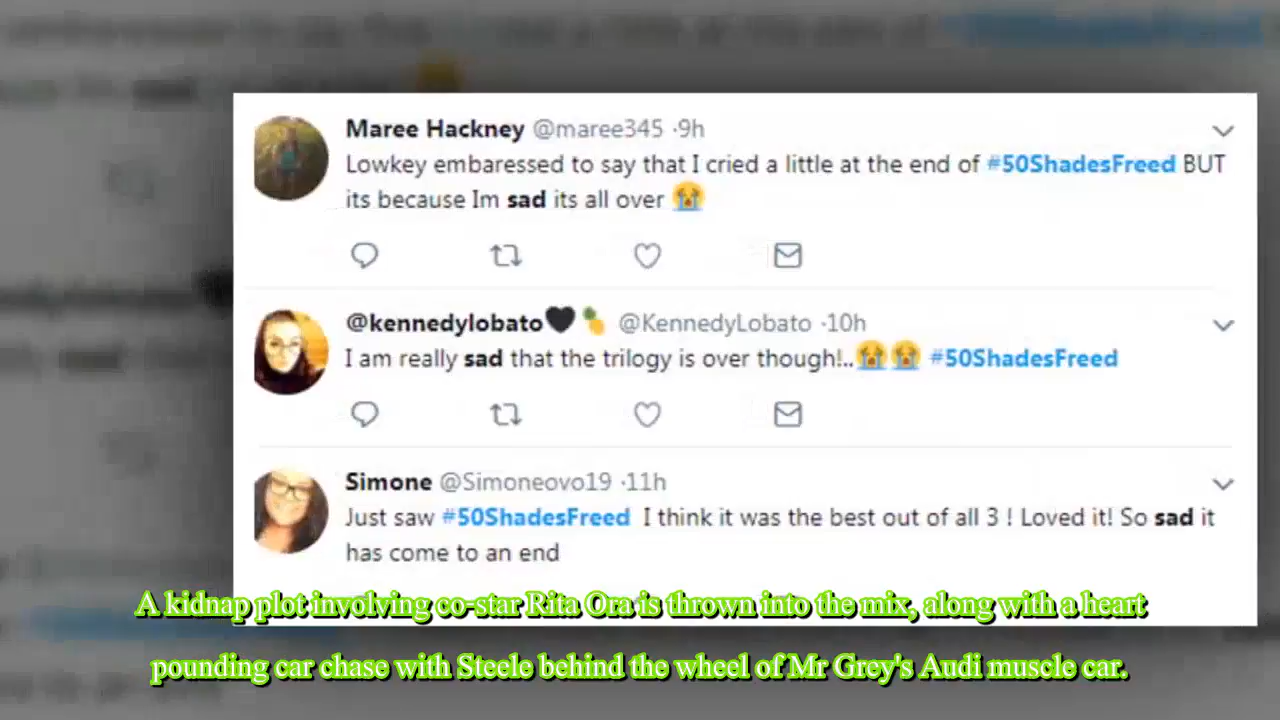 Maree Hackney @maree345 ·9h
Lowkey embaressed to say that I cried a little at the end of #50ShadesFreed BUT
its because Im sad its all over 😭
@kennedylobato🖤🍍 @KennedyLobato ·10h
I am really sad that the trilogy is over though!..😭😭 #50ShadesFreed
Simone @Simoneovo19 ·11h
Just saw #50ShadesFreed I think it was the best out of all 3 ! Loved it! So sad it
has come to an end
A kidnap plot involving co-star Rita Ora is thrown into the mix, along with a heart
pounding car chase with Steele behind the wheel of Mr Grey's Audi muscle car.